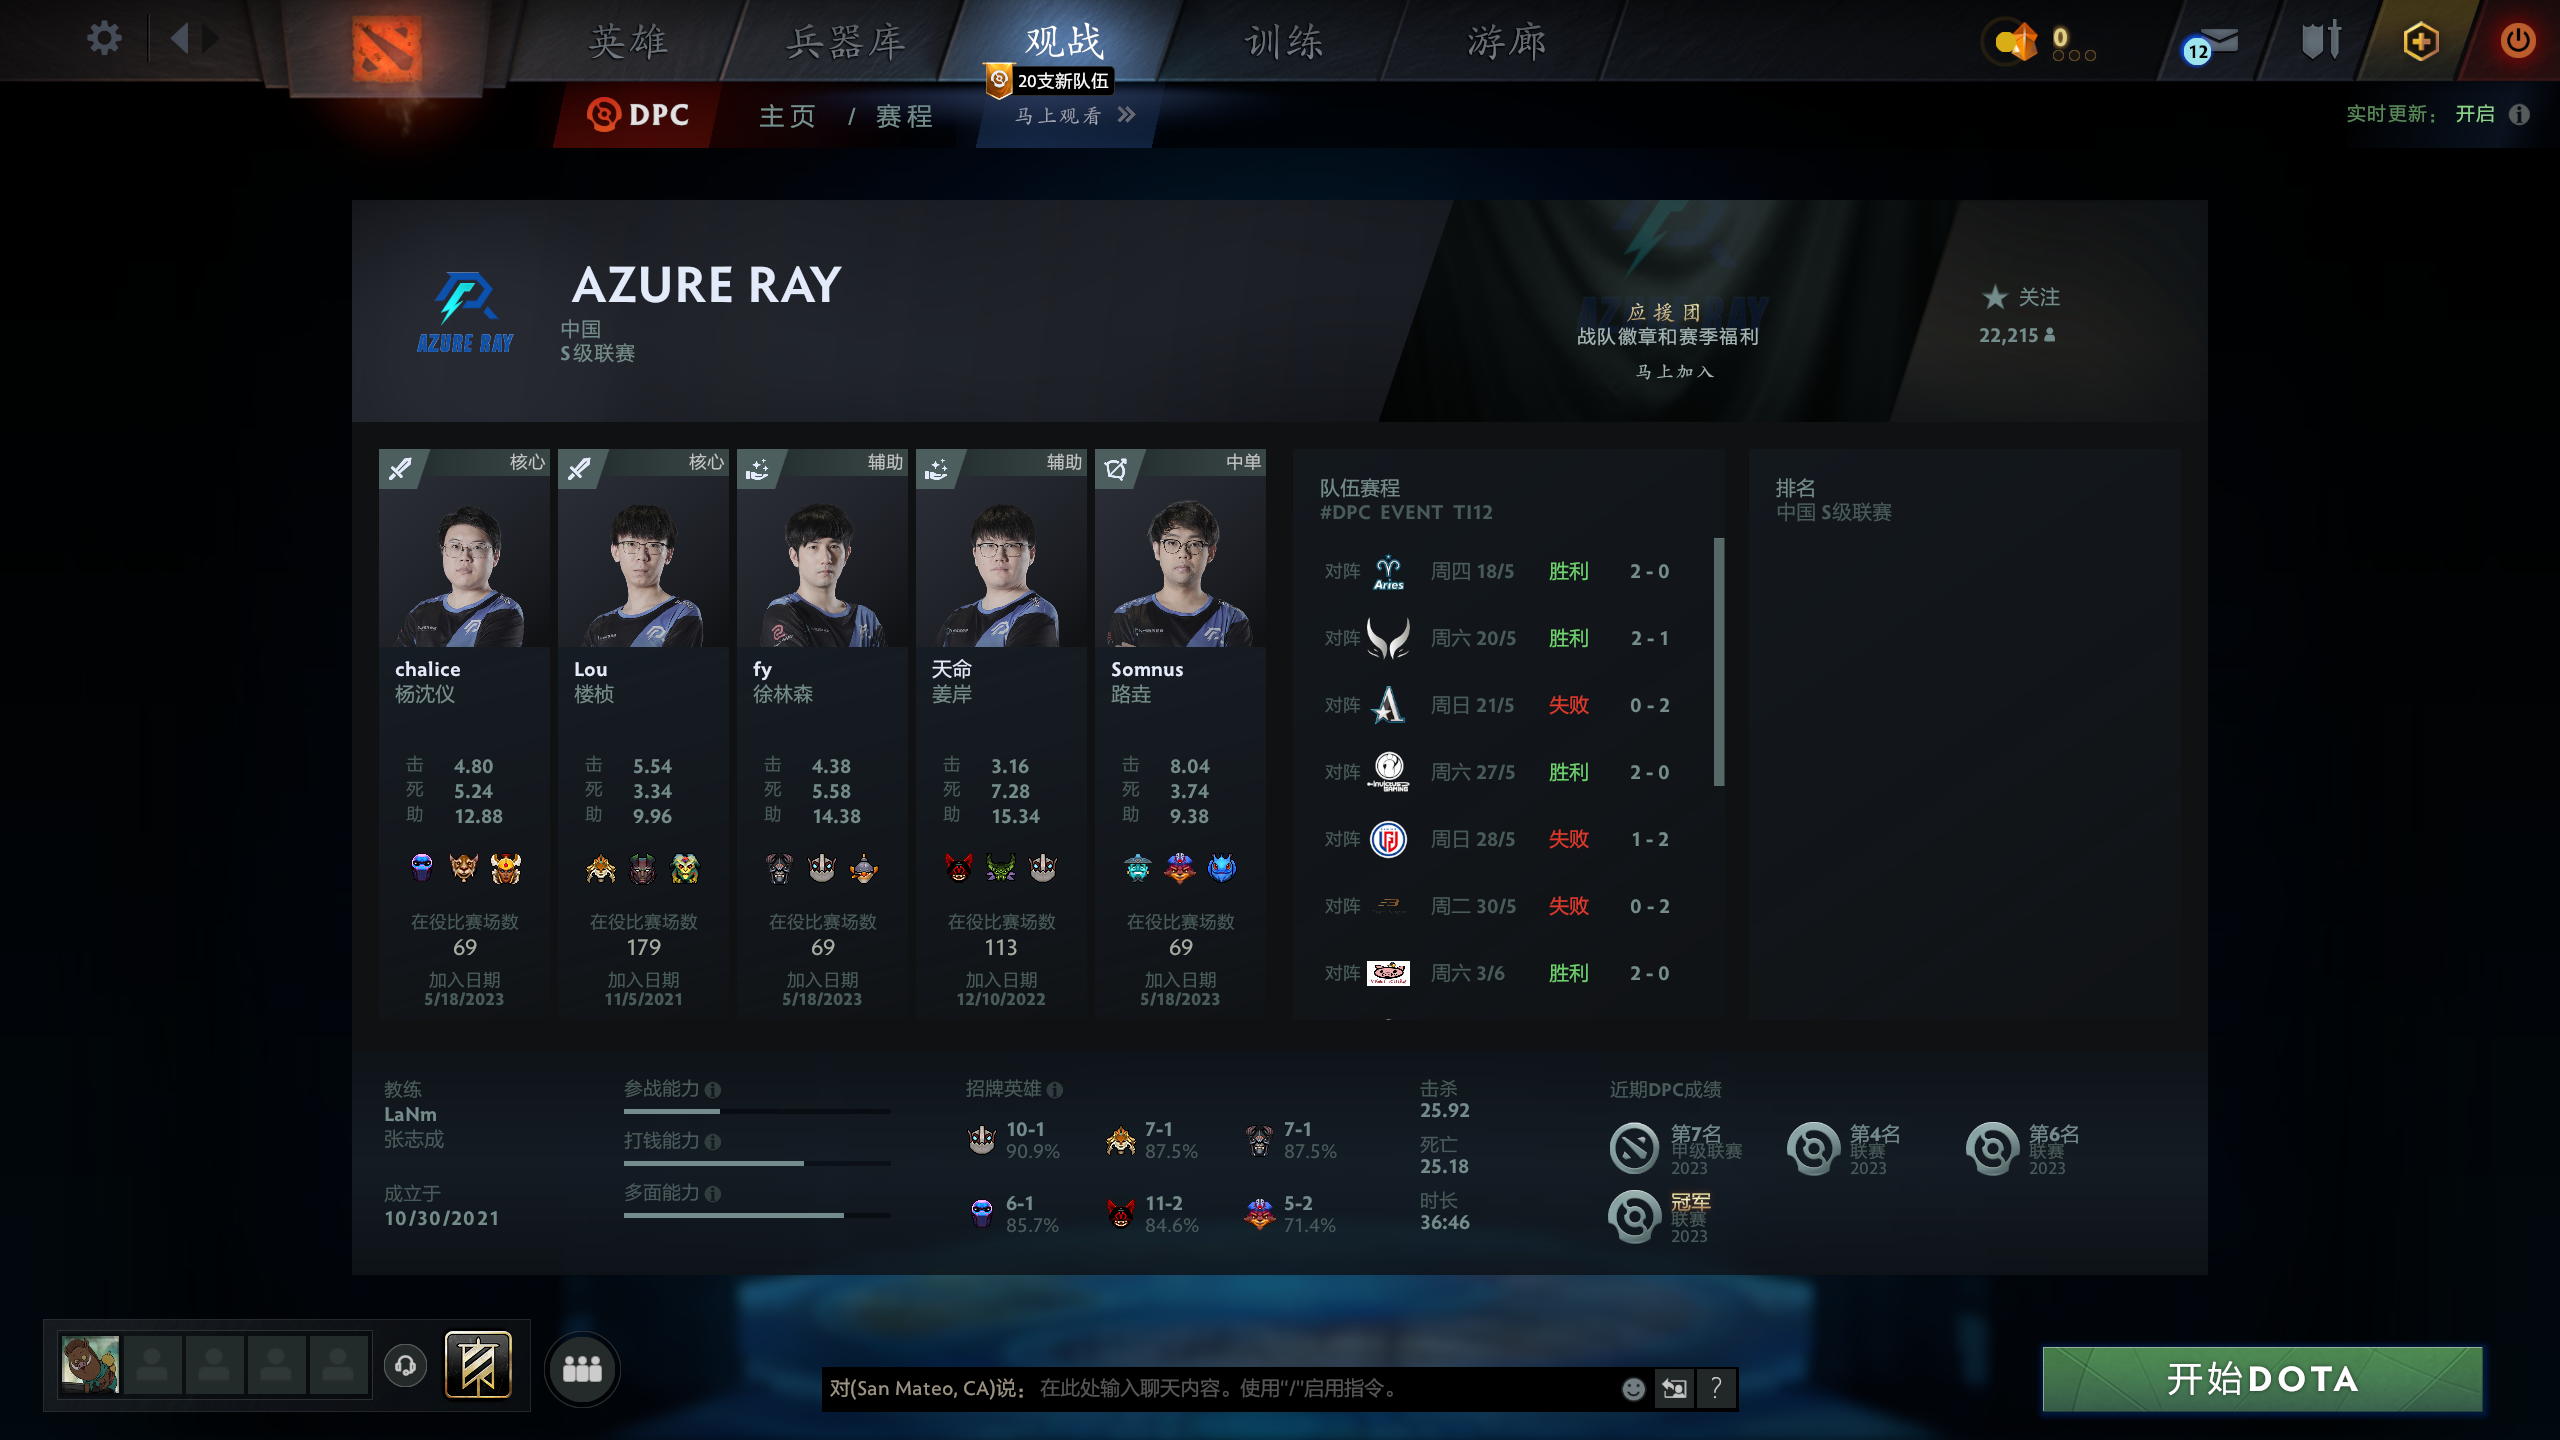 英雄
兵器库
观战
训练
游廊
0
12
20支新队伍
DPC
主页 / 赛程
马上观看
实时更新： 开启
AZURE RAY
AZURE RAY
中国
S级联赛
应援团
战队徽章和赛季福利
马上加入
关注
22,215
核心
chalice
杨沈仪
击 4.80
死 5.24
助 12.88
在役比赛场数
69
加入日期
5/18/2023
核心
Lou
楼桢
击 5.54
死 3.34
助 9.96
在役比赛场数
179
加入日期
11/5/2021
辅助
fy
徐林森
击 4.38
死 5.58
助 14.38
在役比赛场数
69
加入日期
5/18/2023
辅助
天命
姜岸
击 3.16
死 7.28
助 15.34
在役比赛场数
113
加入日期
12/10/2022
中单
Somnus
路垚
击 8.04
死 3.74
助 9.38
在役比赛场数
69
加入日期
5/18/2023
队伍赛程
#DPC EVENT TI12
对阵 Aries 周四 18/5 胜利 2 - 0
对阵 周六 20/5 胜利 2 - 1
对阵 周日 21/5 失败 0 - 2
对阵 周六 27/5 胜利 2 - 0
对阵 周日 28/5 失败 1 - 2
对阵 周二 30/5 失败 0 - 2
对阵 周六 3/6 胜利 2 - 0
排名
中国 S级联赛
教练
LaNm
张志成
成立于
10/30/2021
参战能力
打钱能力
多面能力
招牌英雄
10-1
90.9%
7-1
87.5%
7-1
87.5%
6-1
85.7%
11-2
84.6%
5-2
71.4%
击杀
25.92
死亡
25.18
时长
36:46
近期DPC成绩
第7名
甲级联赛
2023
第4名
联赛
2023
第6名
联赛
2023
冠军
联赛
2023
对(San Mateo, CA)说： 在此处输入聊天内容。使用“/”启用指令。
?
开始DOTA